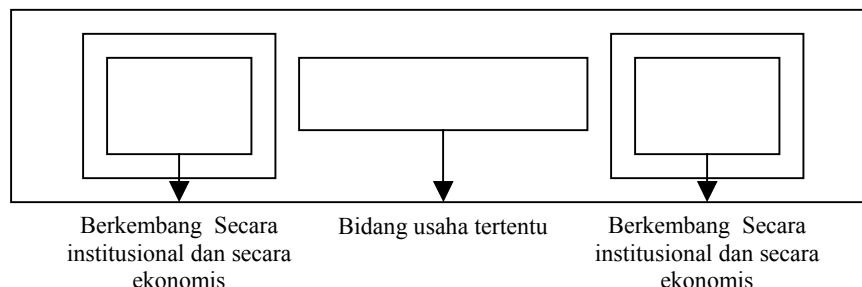 Berkembang Secara
institusional dan secara
ekonomis
Bidang usaha tertentu
Berkembang Secara
institusional dan secara
ekonomis